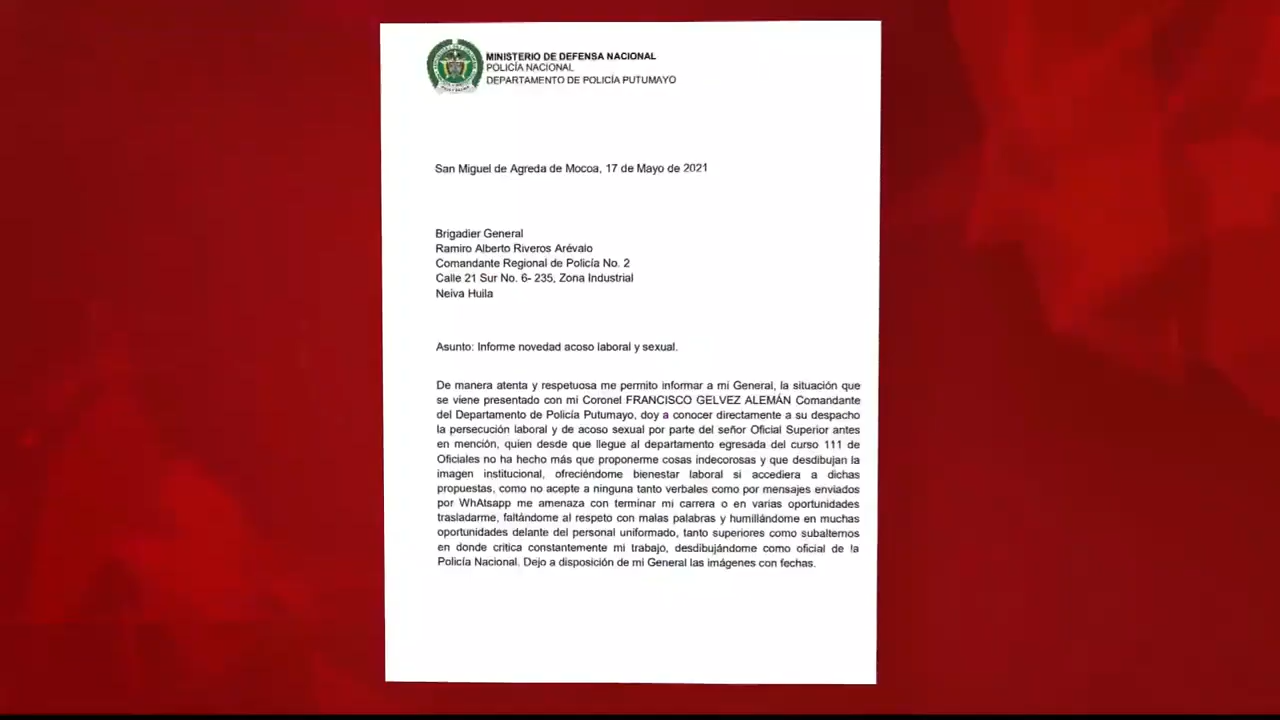 MINISTERIO DE DEFENSA NACIONAL
POLICÍA NACIONAL
DEPARTAMENTO DE POLICÍA PUTUMAYO
San Miguel de Agreda de Mocoa, 17 de Mayo de 2021
Brigadier General
Ramiro Alberto Riveros Arévalo
Comandante Regional de Policía No. 2
Calle 21 Sur No. 6- 235, Zona Industrial
Neiva Huila
Asunto: Informe novedad acoso laboral y sexual.
De manera atenta y respetuosa me permito informar a mi General, la situación que
se viene presentado con mi Coronel FRANCISCO GELVEZ ALEMÁN Comandante
del Departamento de Policía Putumayo, doy a conocer directamente a su despacho
la persecución laboral y de acoso sexual por parte del señor Oficial Superior antes
en mención, quien desde que llegue al departamento egresada del curso 111 de
Oficiales no ha hecho más que proponerme cosas indecorosas y que desdibujan la
imagen institucional, ofreciéndome bienestar laboral si accediera a dichas
propuestas, como no acepte a ninguna tanto verbales como por mensajes enviados
por WhAtsapp me amenaza con terminar mi carrera o en varias oportunidades
trasladarme, faltándome al respeto con malas palabras y humillándome en muchas
oportunidades delante del personal uniformado, tanto superiores como subalternos
en donde critica constantemente mi trabajo, desdibujándome como oficial de la
Policía Nacional. Dejo a disposición de mi General las imágenes con fechas.